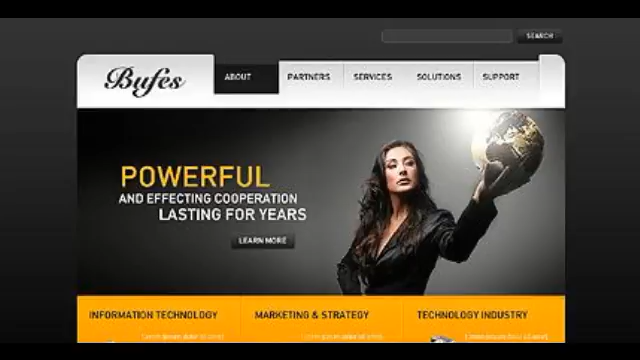 SEARCH
Bufes
ABOUT
PARTNERS
SERVICES
SOLUTIONS
SUPPORT
POWERFUL
AND EFFECTING COOPERATION
LASTING FOR YEARS
LEARN MORE
INFORMATION TECHNOLOGY
MARKETING & STRATEGY
TECHNOLOGY INDUSTRY